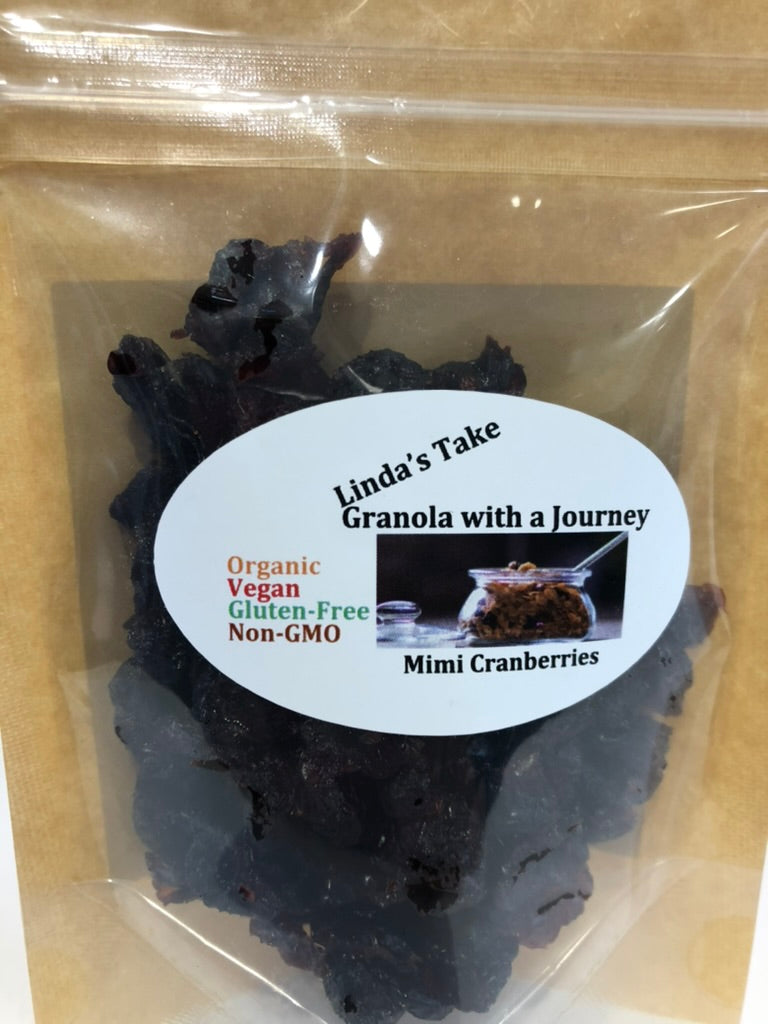 Linda's Take
Granola with a Journey
Organic
Vegan
Gluten-Free
Non-GMO
Mimi Cranberries